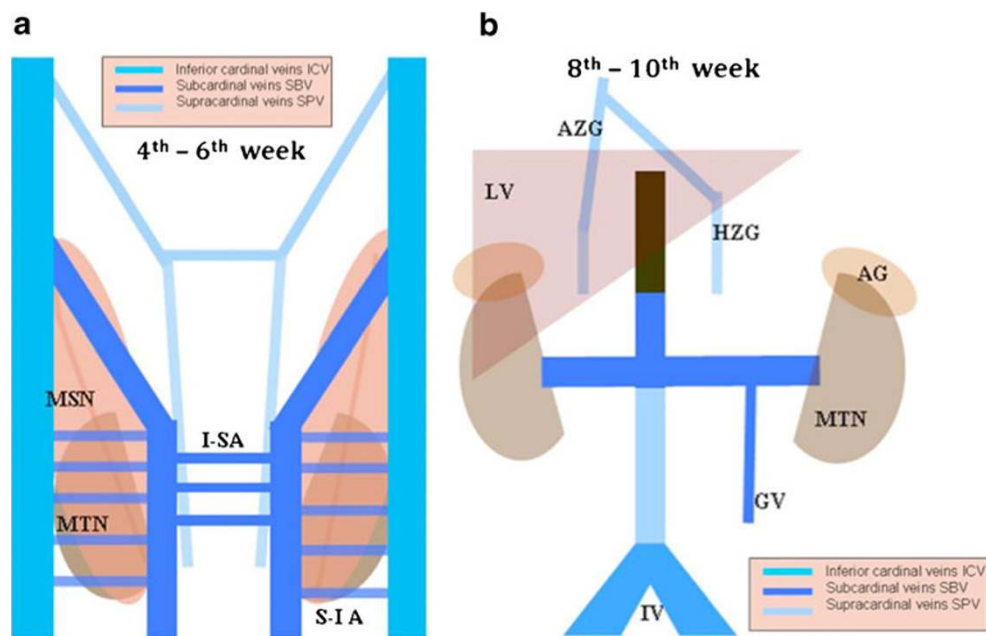 a
Inferior cardinal veins ICV
Subcardinal veins SBV
Supracardinal veins SPV
4th – 6th week
MSN
I-SA
MTN
S-I A
b
8th – 10th week
AZG
LV
HZG
AG
MTN
GV
IV
Inferior cardinal veins ICV
Subcardinal veins SBV
Supracardinal veins SPV